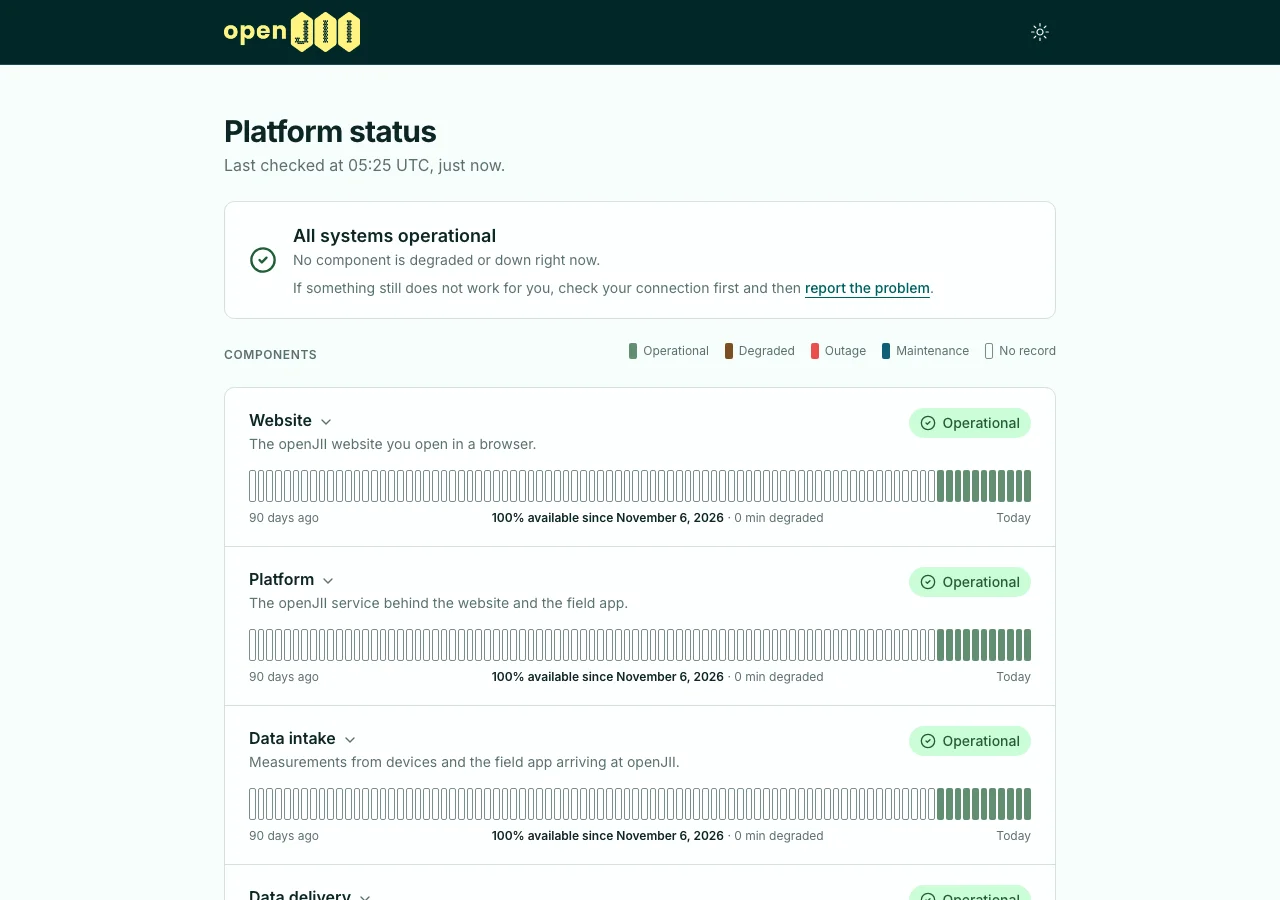 openJII
Platform status
Last checked at 05:25 UTC, just now.
All systems operational
No component is degraded or down right now.
If something still does not work for you, check your connection first and then report the problem.
COMPONENTS
Operational Degraded Outage Maintenance No record
Website Operational
The openJII website you open in a browser.
90 days ago 100% available since November 6, 2026 · 0 min degraded Today
Platform Operational
The openJII service behind the website and the field app.
90 days ago 100% available since November 6, 2026 · 0 min degraded Today
Data intake Operational
Measurements from devices and the field app arriving at openJII.
90 days ago 100% available since November 6, 2026 · 0 min degraded Today
Data delivery Operational